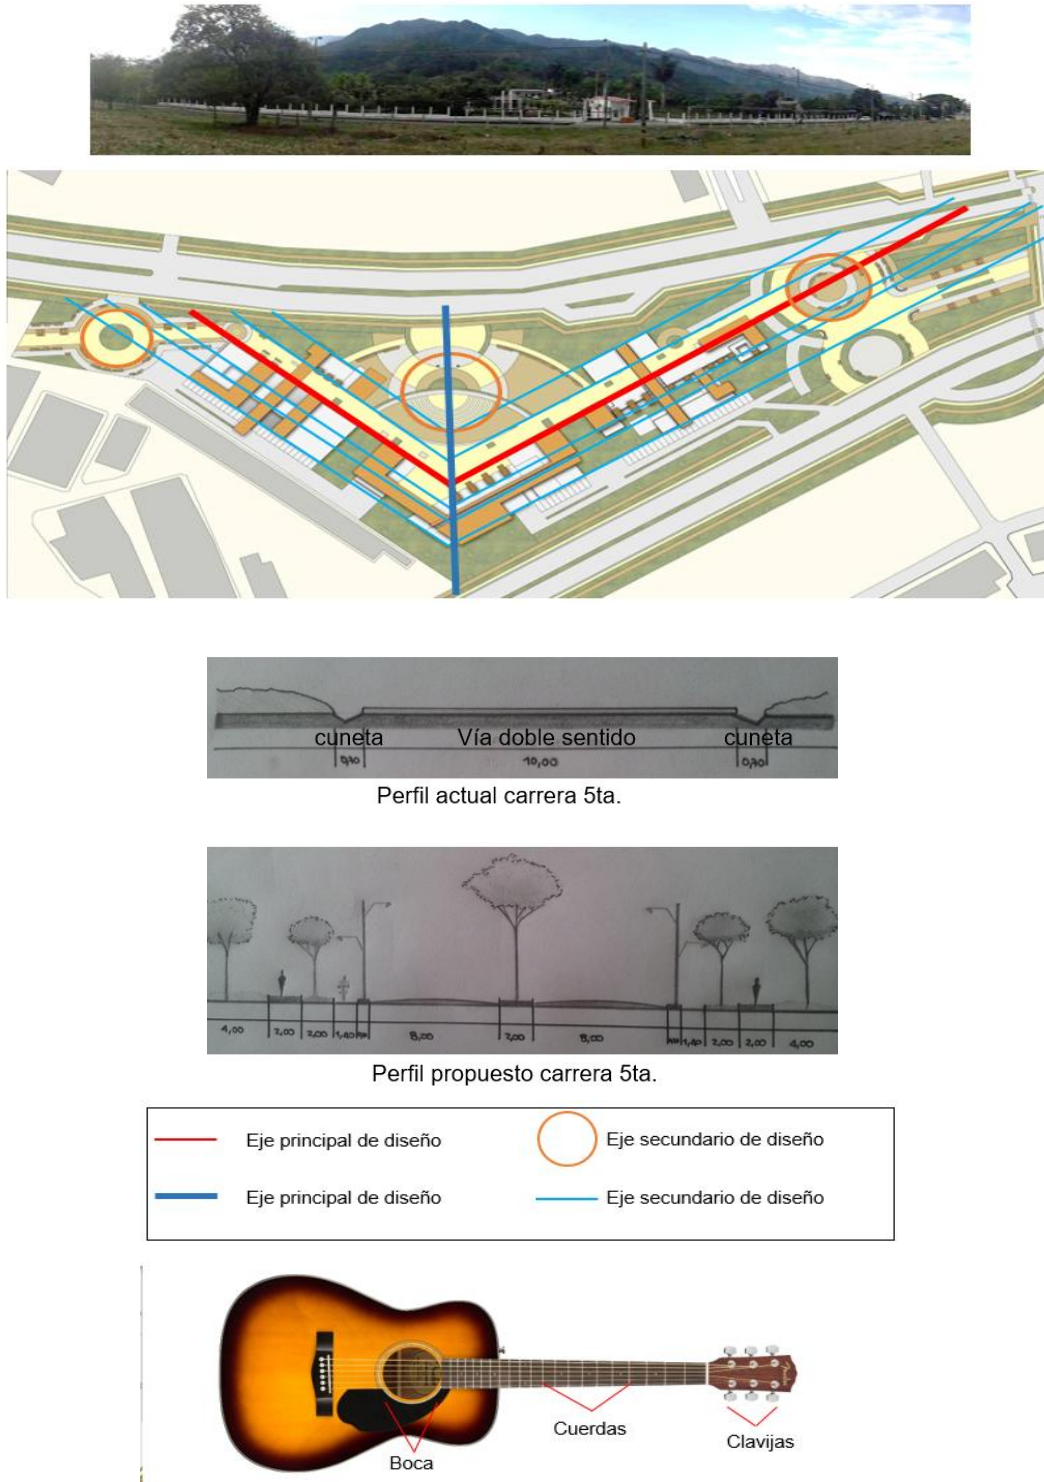 cuneta Vía doble sentido cuneta
0,70 10,00 0,70
Perfil actual carrera 5ta.
4,00 2,00 2,00 1,40 8,00 2,00 8,00 1,40 2,00 2,00 4,00
Perfil propuesto carrera 5ta.
Eje principal de diseño Eje secundario de diseño
Eje principal de diseño Eje secundario de diseño
Fender
Cuerdas
Clavijas
Boca